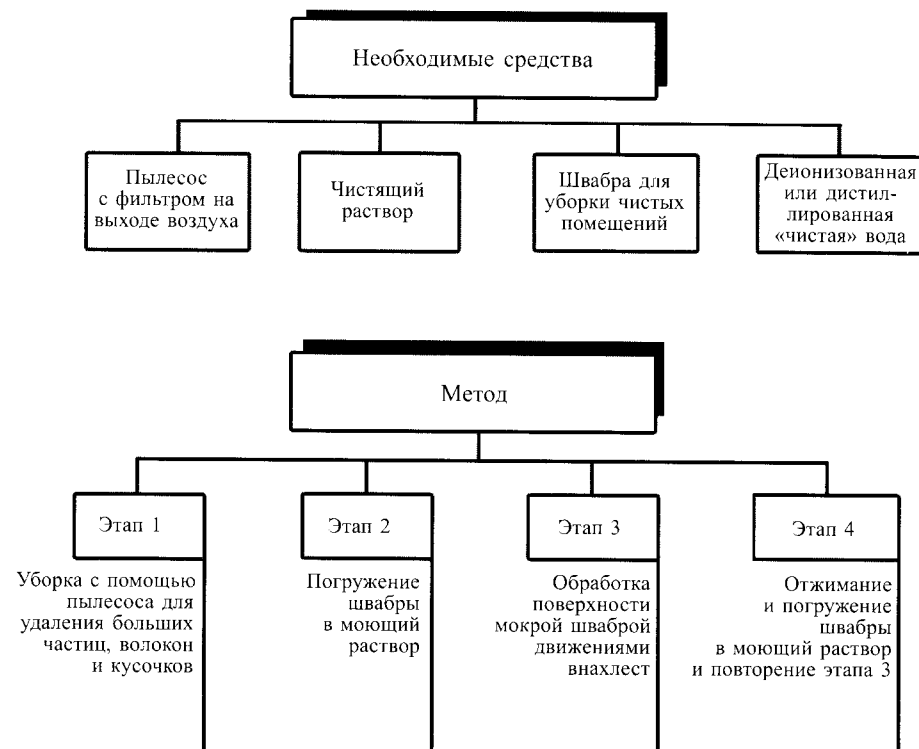 Необходимые средства
Пылесос
с фильтром на
выходе воздуха
Чистящий
раствор
Швабра для
уборки чистых
помещений
Деионизованная
или дистил-
лированная
«чистая» вода
Метод
Этап 1
Уборка с помощью
пылесоса для
удаления больших
частиц, волокон
и кусочков
Этап 2
Погружение
швабры
в моющий
раствор
Этап 3
Обработка
поверхности
мокрой шваброй
движениями
внахлест
Этап 4
Отжимание
и погружение
швабры
в моющий раствор
и повторение этапа 3